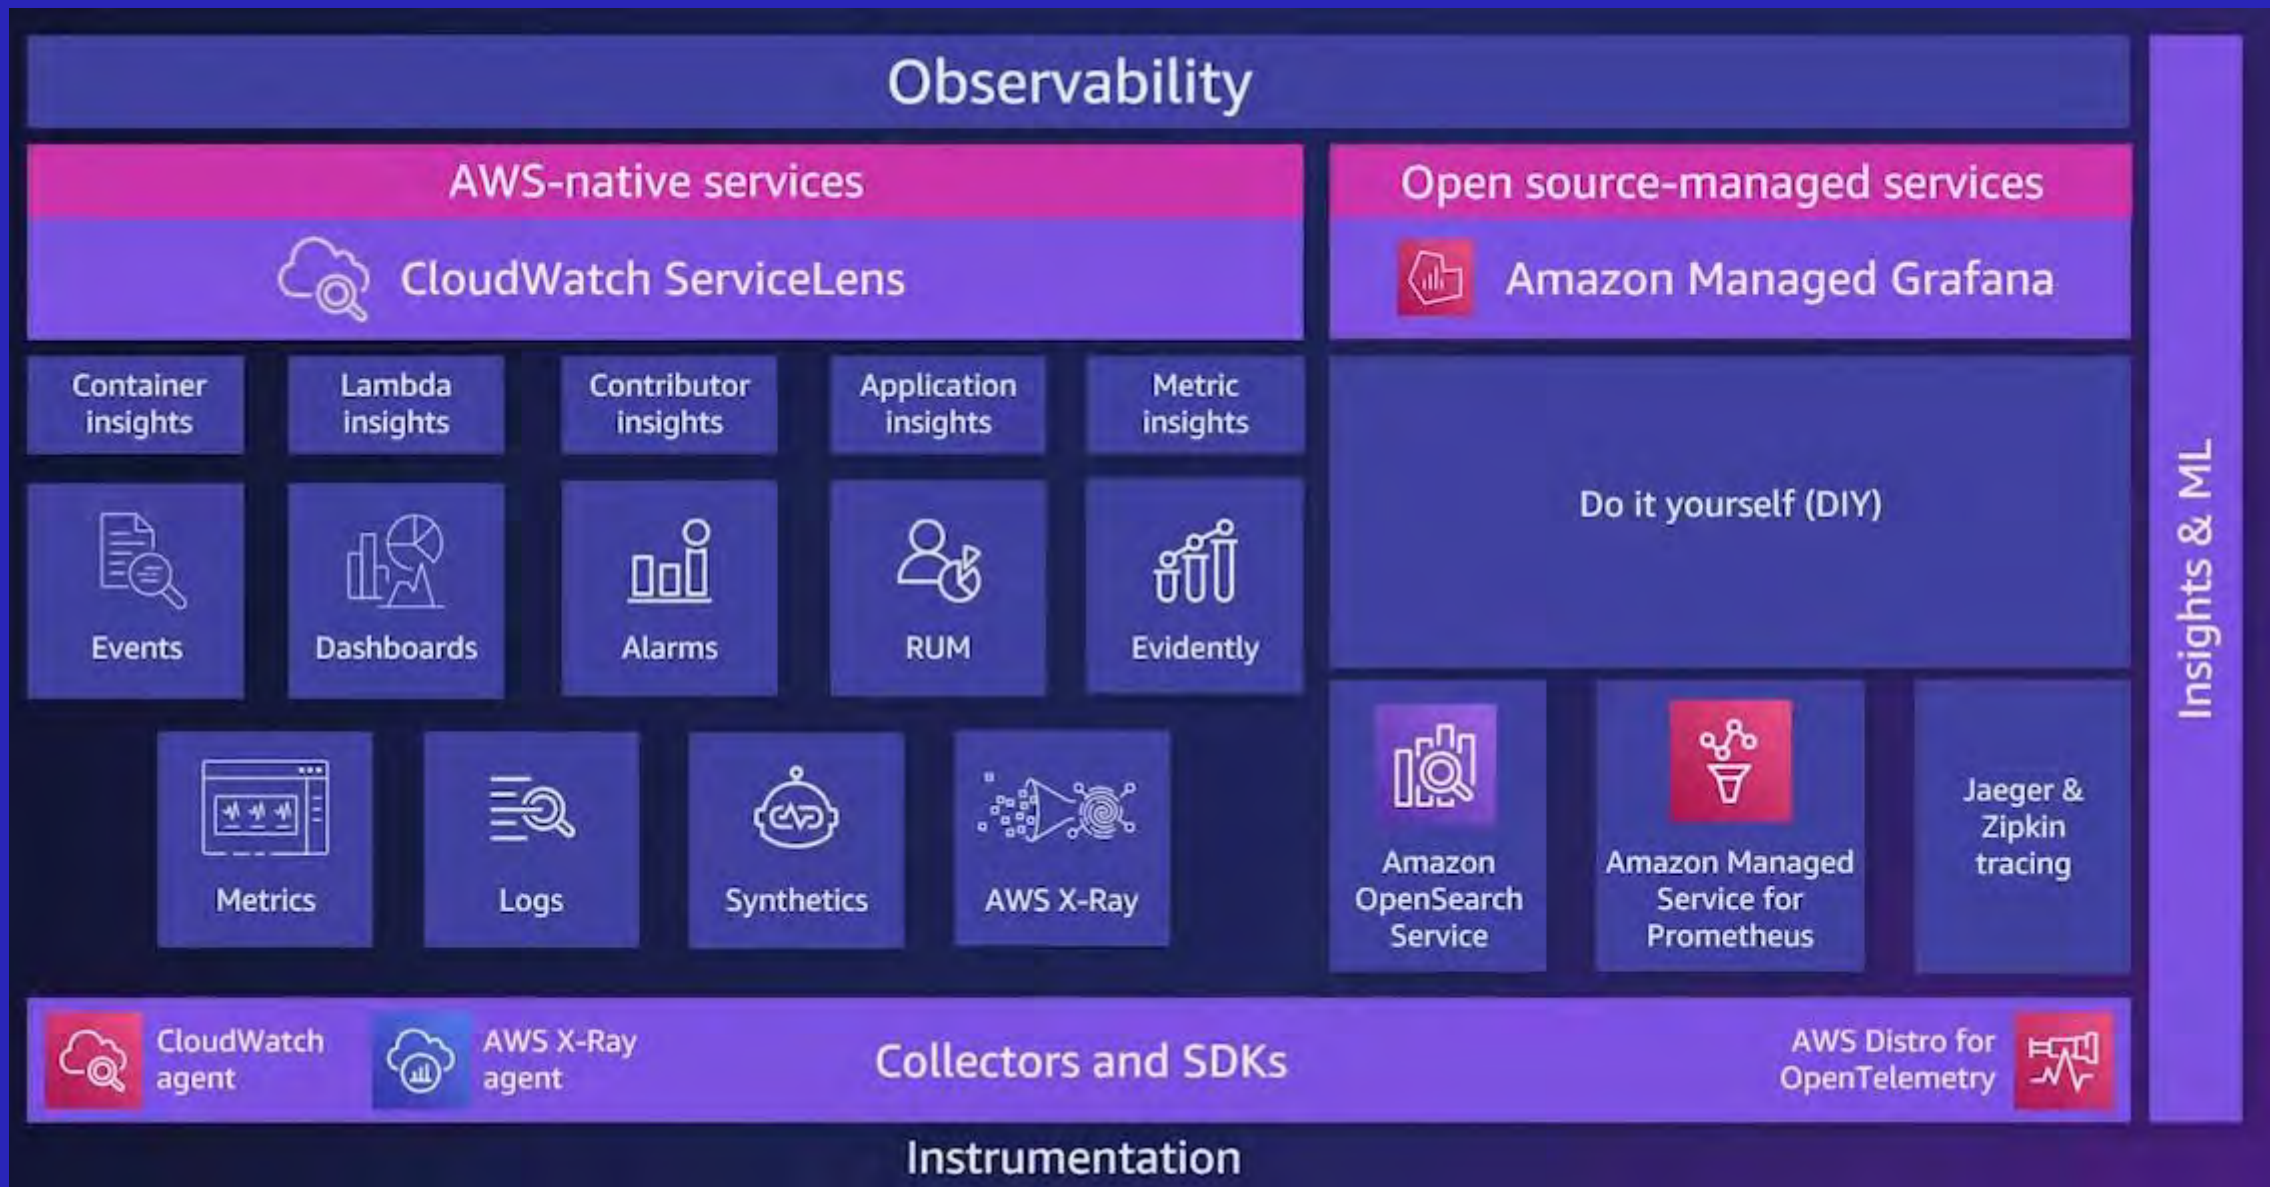 Observability
AWS-native services
CloudWatch ServiceLens
Container
insights
Lambda
insights
Contributor
insights
Application
insights
Metric
insights
Events
Dashboards
Alarms
RUM
Evidently
Metrics
Logs
Synthetics
AWS X-Ray
Open source-managed services
Amazon Managed Grafana
Do it yourself (DIY)
Amazon
OpenSearch
Service
Amazon Managed
Service for
Prometheus
Jaeger &
Zipkin
tracing
Insights & ML
CloudWatch
agent
AWS X-Ray
agent
Collectors and SDKs
AWS Distro for
OpenTelemetry
Instrumentation